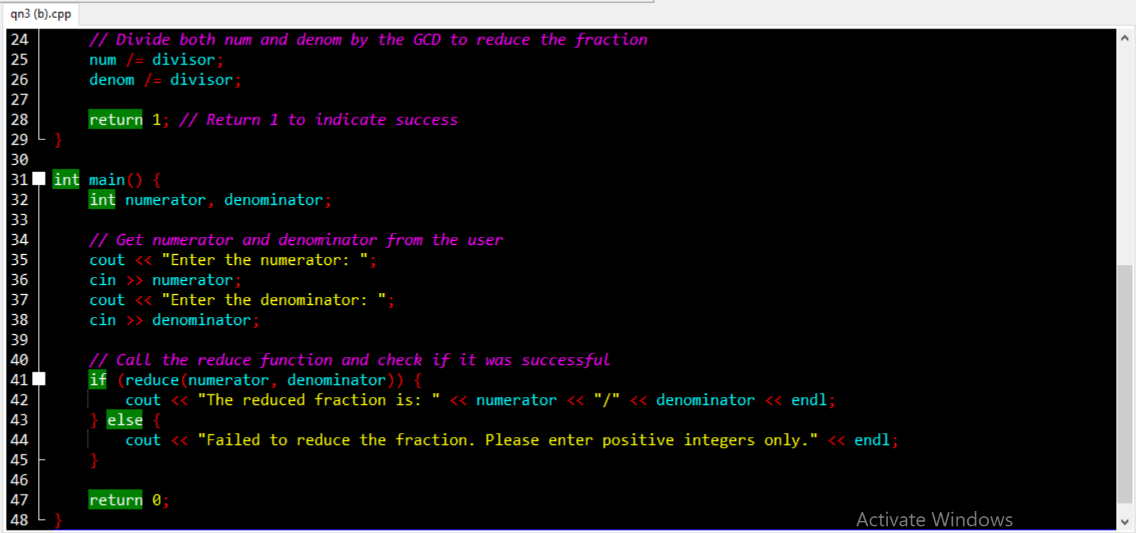 qn3 (b).cpp
24 // Divide both num and denom by the GCD to reduce the fraction
25 num /= divisor;
26 denom /= divisor;
27
28 return 1; // Return 1 to indicate success
29 }
30
31 int main() {
32 int numerator, denominator;
33
34 // Get numerator and denominator from the user
35 cout << "Enter the numerator: ";
36 cin >> numerator;
37 cout << "Enter the denominator: ";
38 cin >> denominator;
39
40 // Call the reduce function and check if it was successful
41 if (reduce(numerator, denominator)) {
42 cout << "The reduced fraction is: " << numerator << "/" << denominator << endl;
43 } else {
44 cout << "Failed to reduce the fraction. Please enter positive integers only." << endl;
45 }
46
47 return 0;
48 }
Activate Windows